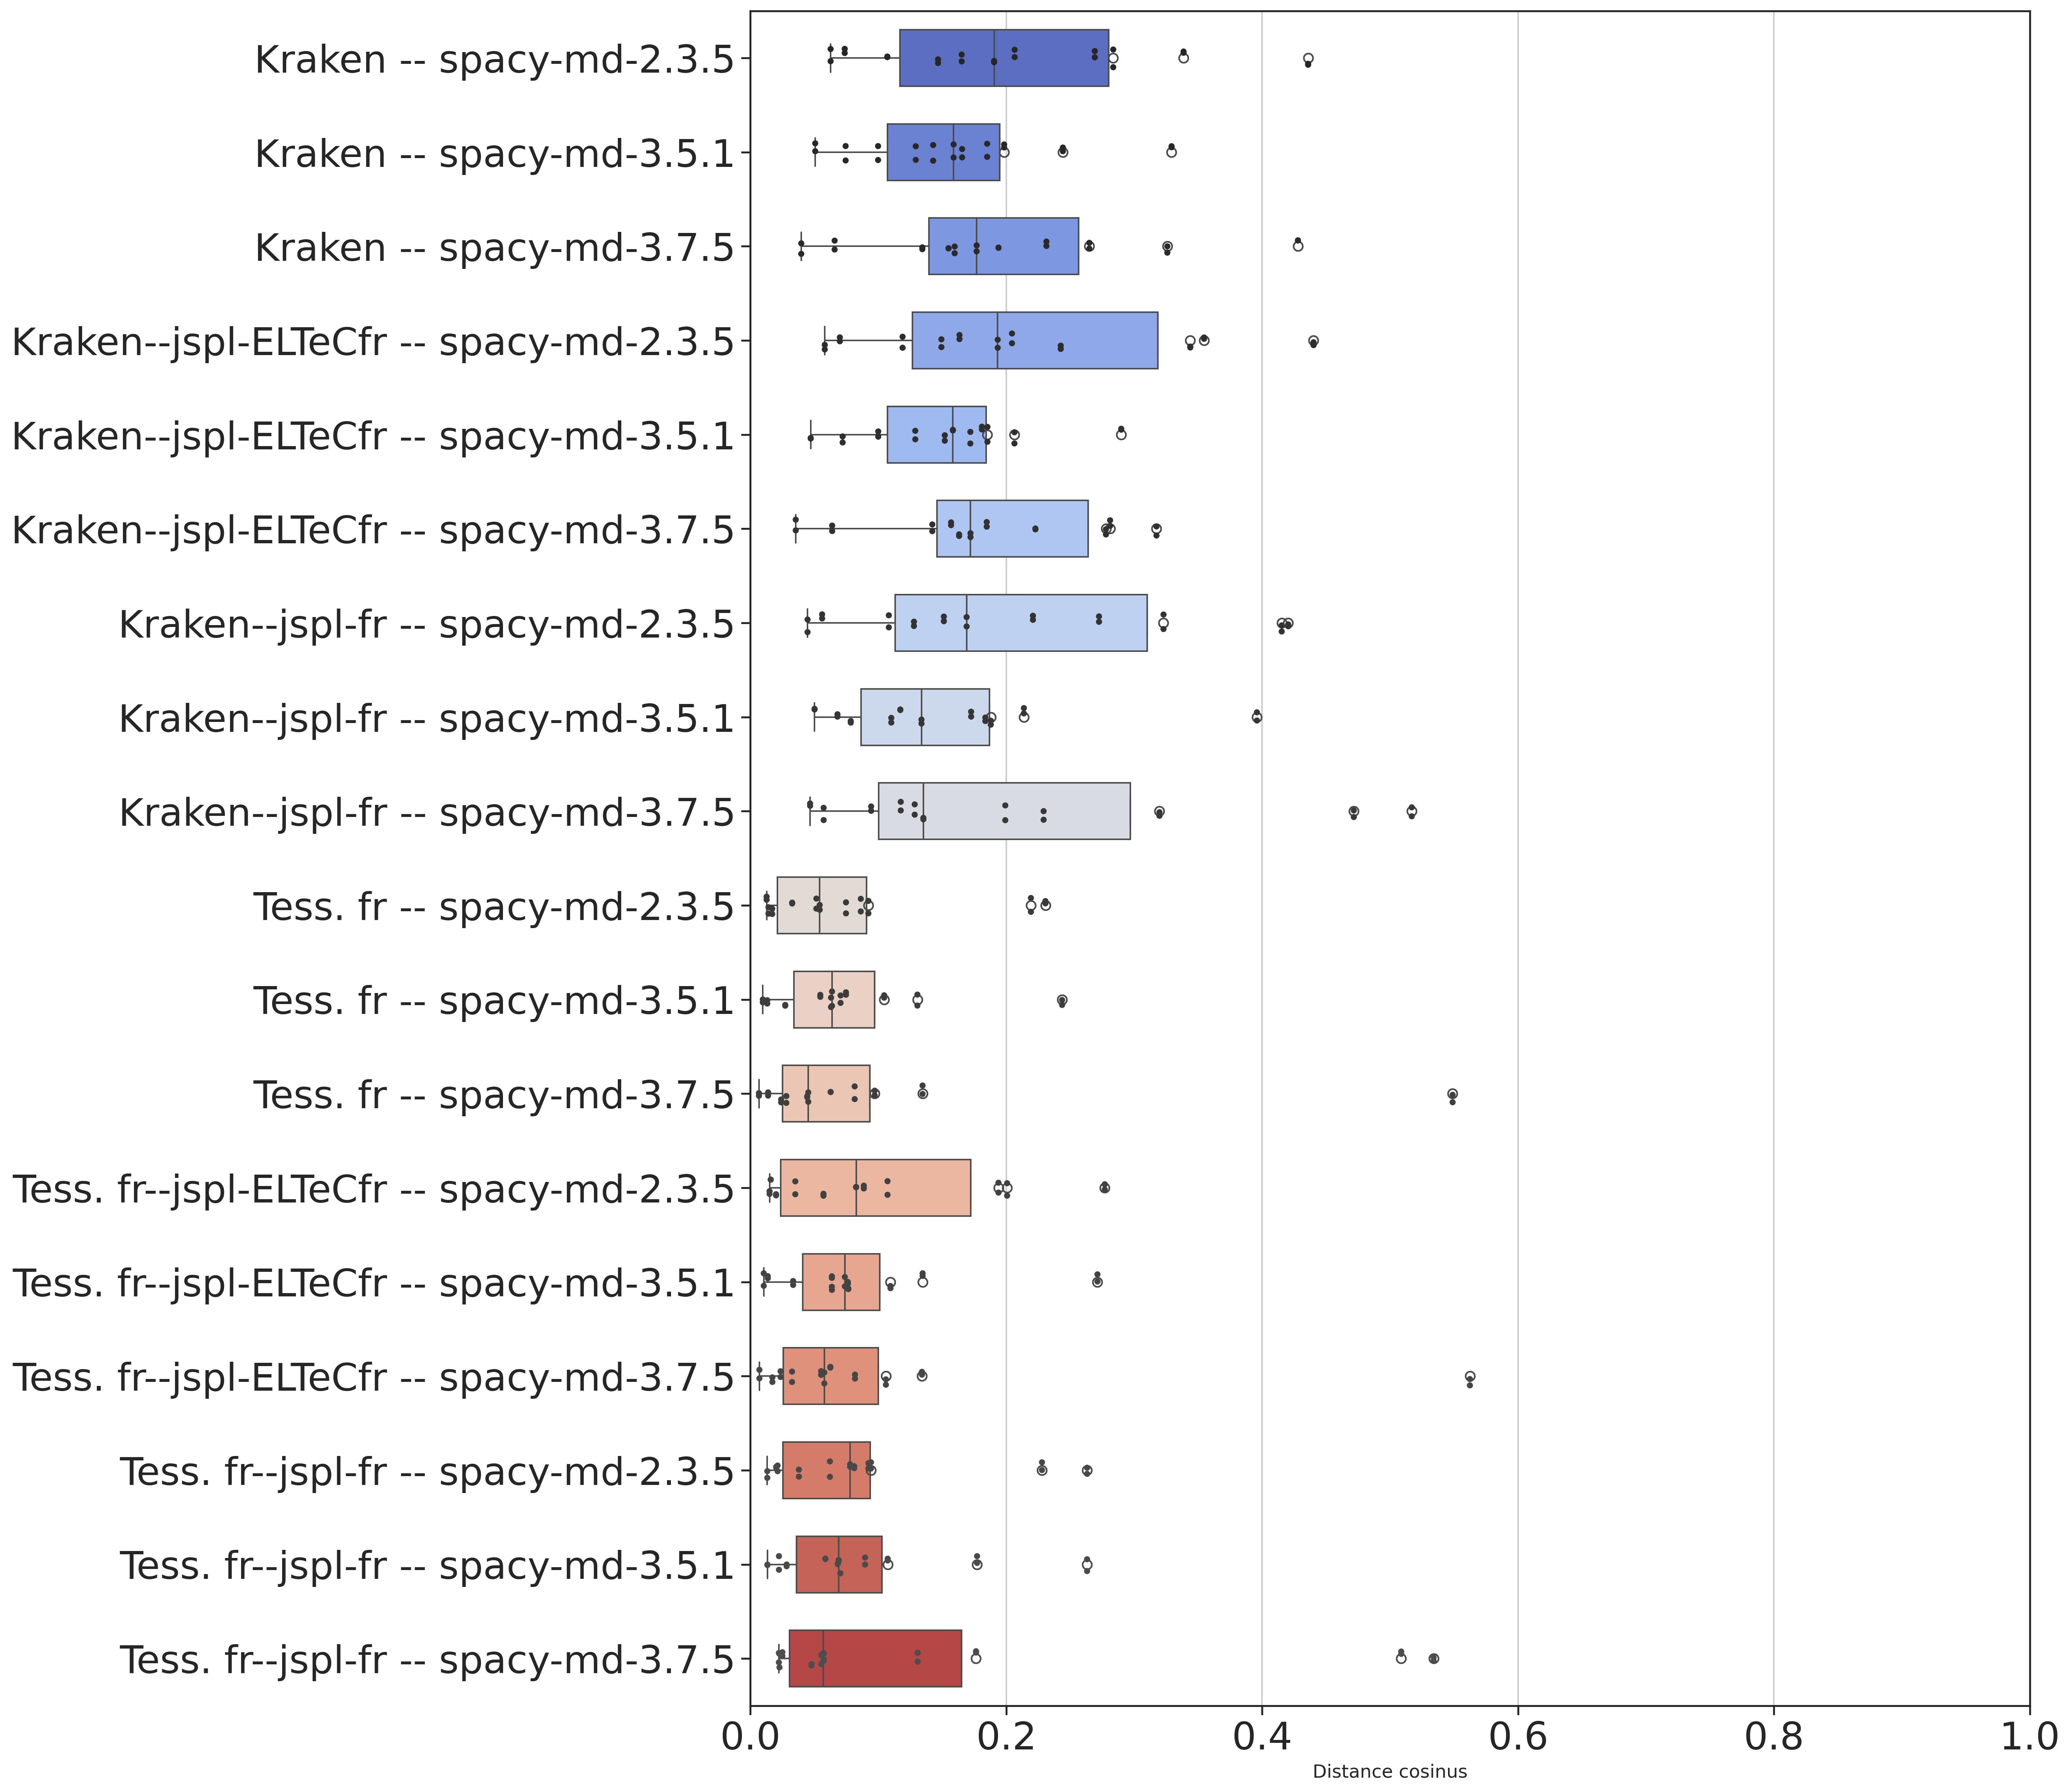 Kraken -- spacy-md-2.3.5
Kraken -- spacy-md-3.5.1
Kraken -- spacy-md-3.7.5
Kraken--jspl-ELTeCfr -- spacy-md-2.3.5
Kraken--jspl-ELTeCfr -- spacy-md-3.5.1
Kraken--jspl-ELTeCfr -- spacy-md-3.7.5
Kraken--jspl-fr -- spacy-md-2.3.5
Kraken--jspl-fr -- spacy-md-3.5.1
Kraken--jspl-fr -- spacy-md-3.7.5
Tess. fr -- spacy-md-2.3.5
Tess. fr -- spacy-md-3.5.1
Tess. fr -- spacy-md-3.7.5
Tess. fr--jspl-ELTeCfr -- spacy-md-2.3.5
Tess. fr--jspl-ELTeCfr -- spacy-md-3.5.1
Tess. fr--jspl-ELTeCfr -- spacy-md-3.7.5
Tess. fr--jspl-fr -- spacy-md-2.3.5
Tess. fr--jspl-fr -- spacy-md-3.5.1
Tess. fr--jspl-fr -- spacy-md-3.7.5
0.0 0.2 0.4 0.6 0.8 1.0
Distance cosinus